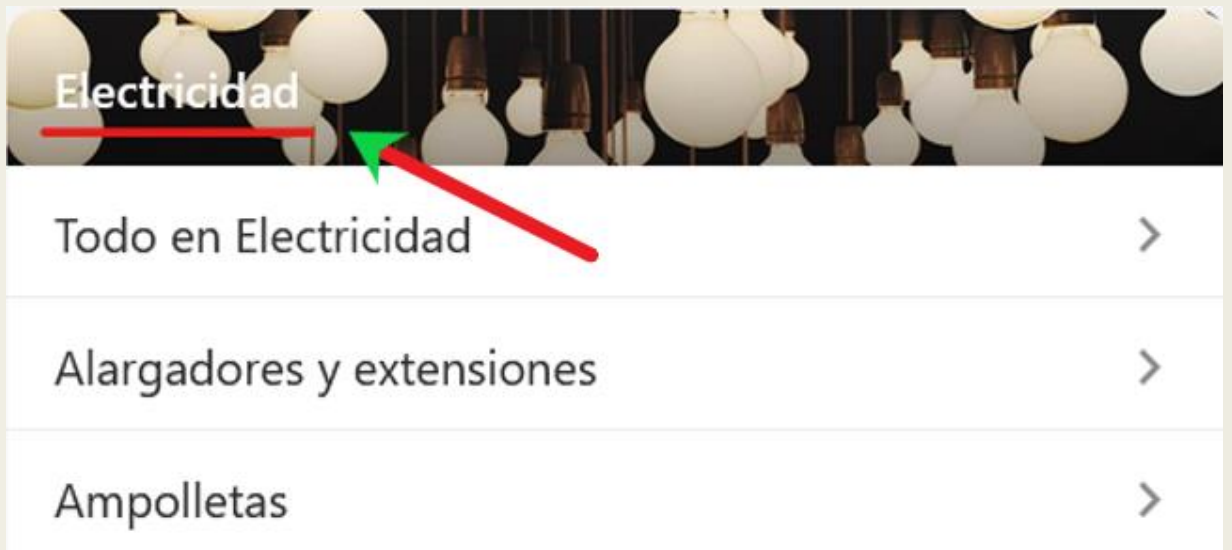 Electricidad
Todo en Electricidad
Alargadores y extensiones
Ampolletas